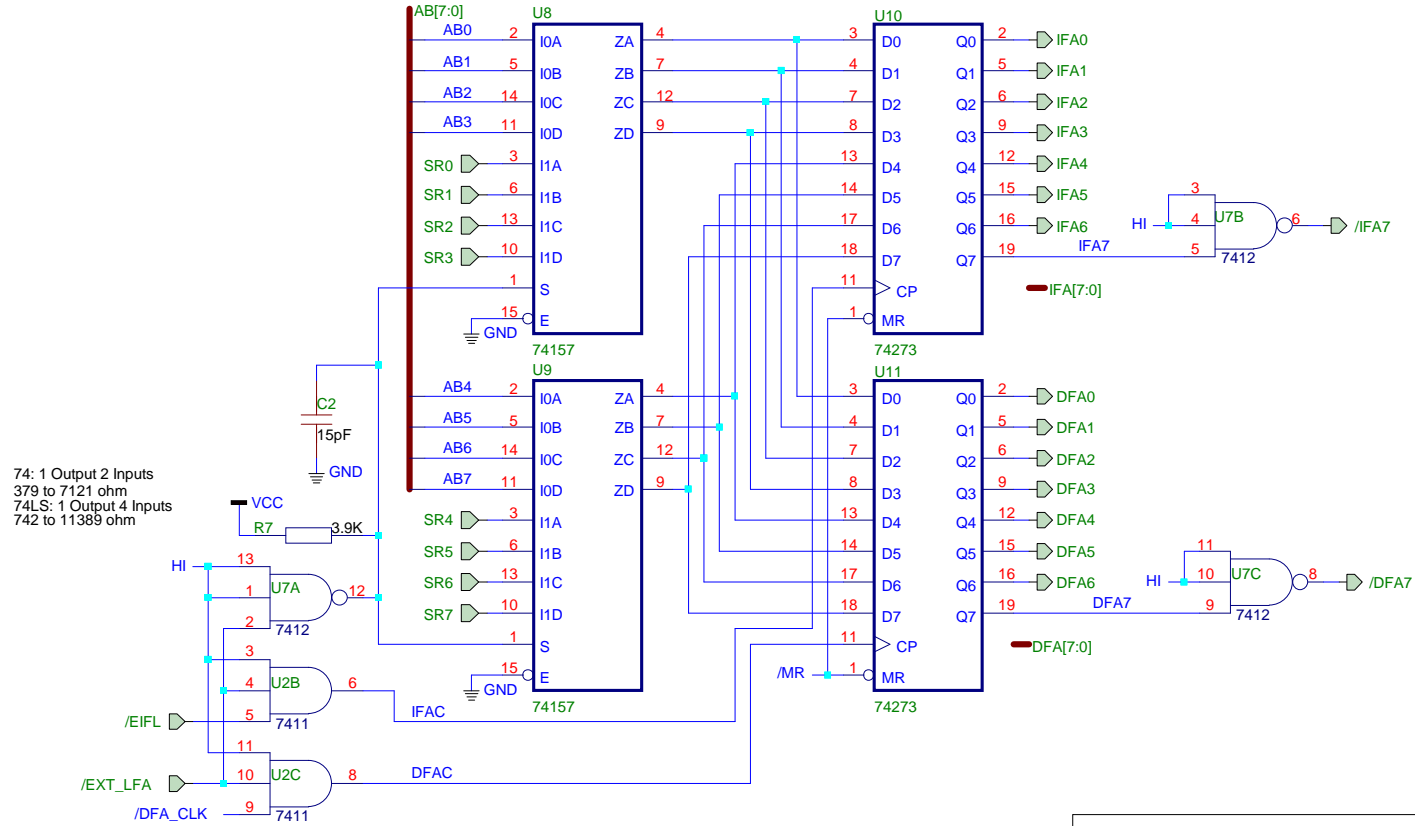 AB[7:0]
U8
AB0 2 I0A ZA 4
AB1 5 I0B ZB 7
AB2 14 I0C ZC 12
AB3 11 I0D ZD 9
SR0 3 I1A
SR1 6 I1B
SR2 13 I1C
SR3 10 I1D
1 S
15 E
GND
74157
U10
3 D0 Q0 2 IFA0
4 D1 Q1 5 IFA1
7 D2 Q2 6 IFA2
8 D3 Q3 9 IFA3
13 D4 Q4 12 IFA4
14 D5 Q5 15 IFA5
17 D6 Q6 16 IFA6
18 D7 Q7 19 IFA7
11 CP
1 MR
74273
IFA[7:0]
3
HI 4 U7B 6 /IFA7
5
7412
U9
AB4 2 I0A ZA 4
AB5 5 I0B ZB 7
AB6 14 I0C ZC 12
AB7 11 I0D ZD 9
SR4 3 I1A
SR5 6 I1B
SR6 13 I1C
SR7 10 I1D
1 S
15 E
GND
74157
U11
3 D0 Q0 2 DFA0
4 D1 Q1 5 DFA1
7 D2 Q2 6 DFA2
8 D3 Q3 9 DFA3
13 D4 Q4 12 DFA4
14 D5 Q5 15 DFA5
17 D6 Q6 16 DFA6
18 D7 Q7 19 DFA7
11 CP
/MR 1 MR
74273
DFA[7:0]
11
HI 10 U7C 8 /DFA7
9
7412
C2
15pF
GND
74: 1 Output 2 Inputs
379 to 7121 ohm
74LS: 1 Output 4 Inputs
742 to 11389 ohm
VCC
R7 3.9K
HI 13
1 U7A 12
2
7412
3
4 U2B 6
/EIFL 5
7411
IFAC
11
/EXT_LFA 10 U2C 8
/DFA_CLK 9
7411
DFAC